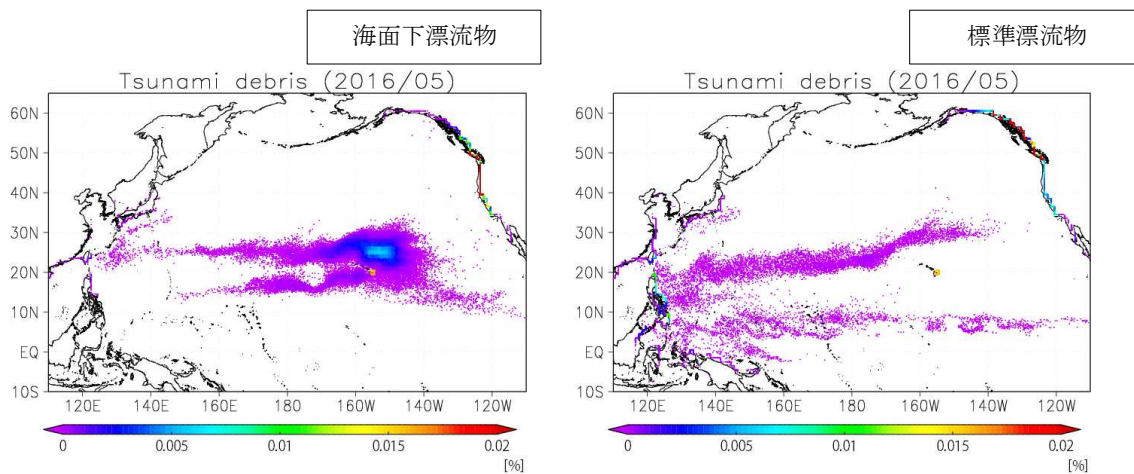 海面下漂流物
Tsunami debris (2016/05)
60N
50N
40N
30N
20N
10N
EQ
10S
120E 140E 160E 180 160W 140W 120W
0 0.005 0.01 0.015 0.02
[%]
標準漂流物
Tsunami debris (2016/05)
60N
50N
40N
30N
20N
10N
EQ
10S
120E 140E 160E 180 160W 140W 120W
0 0.005 0.01 0.015 0.02
[%]